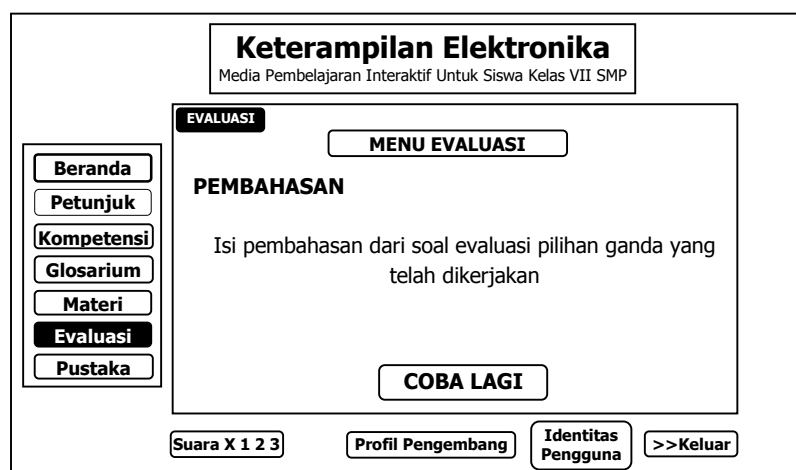 Keterampilan Elektronika
Media Pembelajaran Interaktif Untuk Siswa Kelas VII SMP
EVALUASI
MENU EVALUASI
Beranda
Petunjuk
Kompetensi
Glosarium
Materi
Evaluasi
Pustaka
PEMBAHASAN
Isi pembahasan dari soal evaluasi pilihan ganda yang
telah dikerjakan
COBA LAGI
Suara X 1 2 3
Profil Pengembang
Identitas
Pengguna
>>Keluar